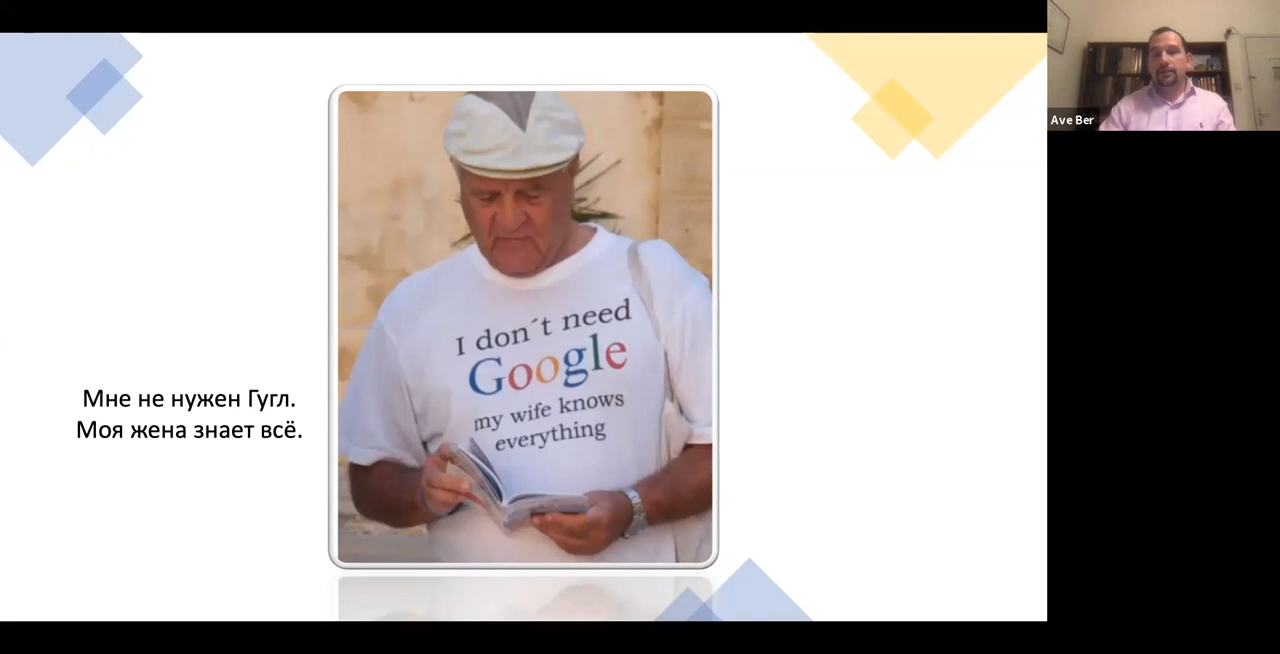 Мне не нужен Гугл.
Моя жена знает всё.
I don´t need
Google
my wife knows
everything
Ave Ber